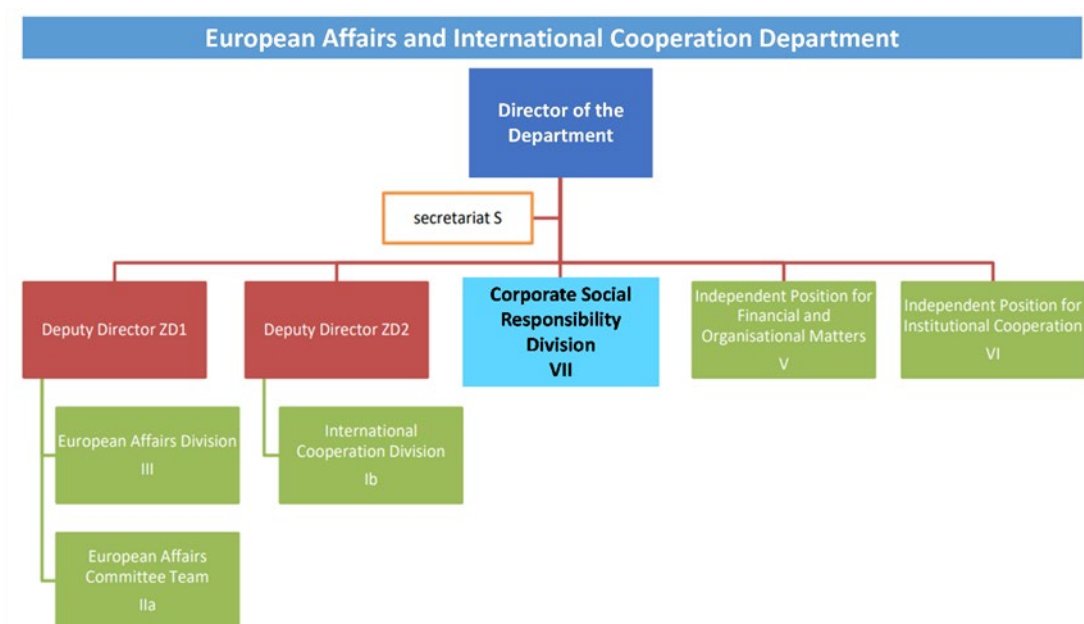 European Affairs and International Cooperation Department
Director of the
Department
secretariat S
Deputy Director ZD1
Deputy Director ZD2
Corporate Social
Responsibility
Division
VII
Independent Position for
Financial and
Organisational Matters
V
Independent Position for
Institutional Cooperation
VI
European Affairs Division
III
International
Cooperation Division
Ib
European Affairs
Committee Team
IIa